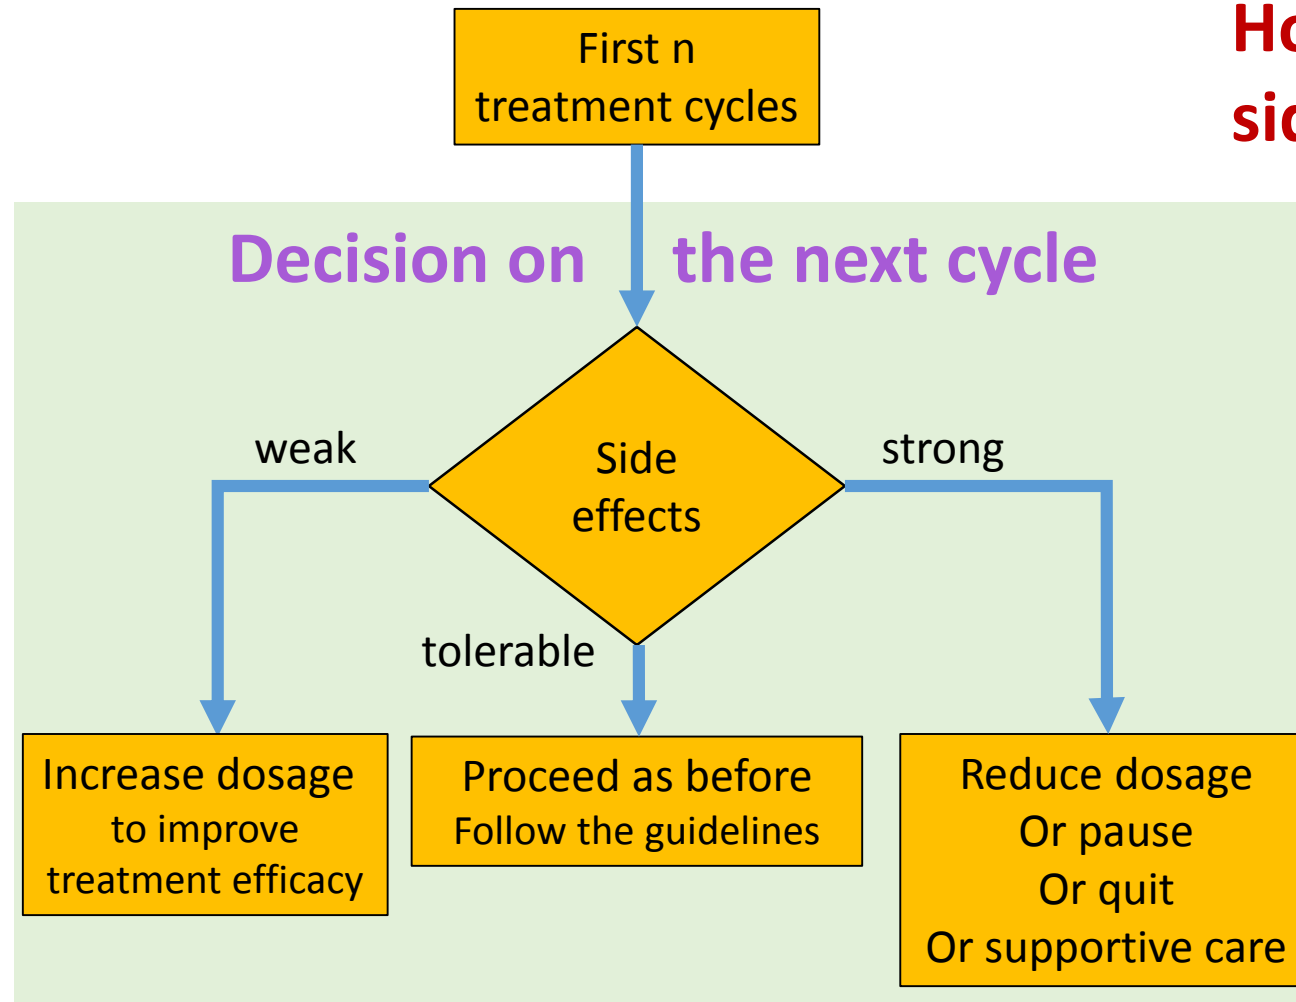 First n
treatment cycles
Decision on the next cycle
Side
effects
weak
strong
tolerable
Increase dosage
to improve
treatment efficacy
Proceed as before
Follow the guidelines
Reduce dosage
Or pause
Or quit
Or supportive care